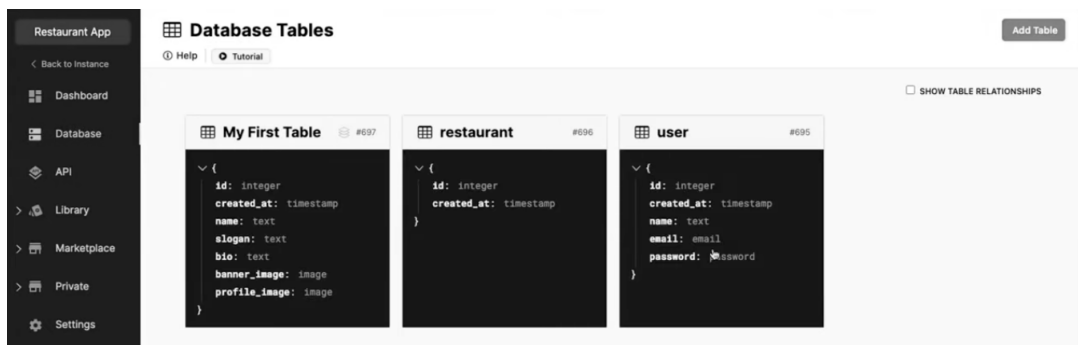 Restaurant App
< Back to Instance
Dashboard
Database
API
> Library
> Marketplace
> Private
Settings
Database Tables
Help
Tutorial
Add Table
SHOW TABLE RELATIONSHIPS
My First Table #697
{
id: integer
created_at: timestamp
name: text
slogan: text
bio: text
banner_image: image
profile_image: image
}
restaurant #696
{
id: integer
created_at: timestamp
}
user #695
{
id: integer
created_at: timestamp
name: text
email: email
password: password
}